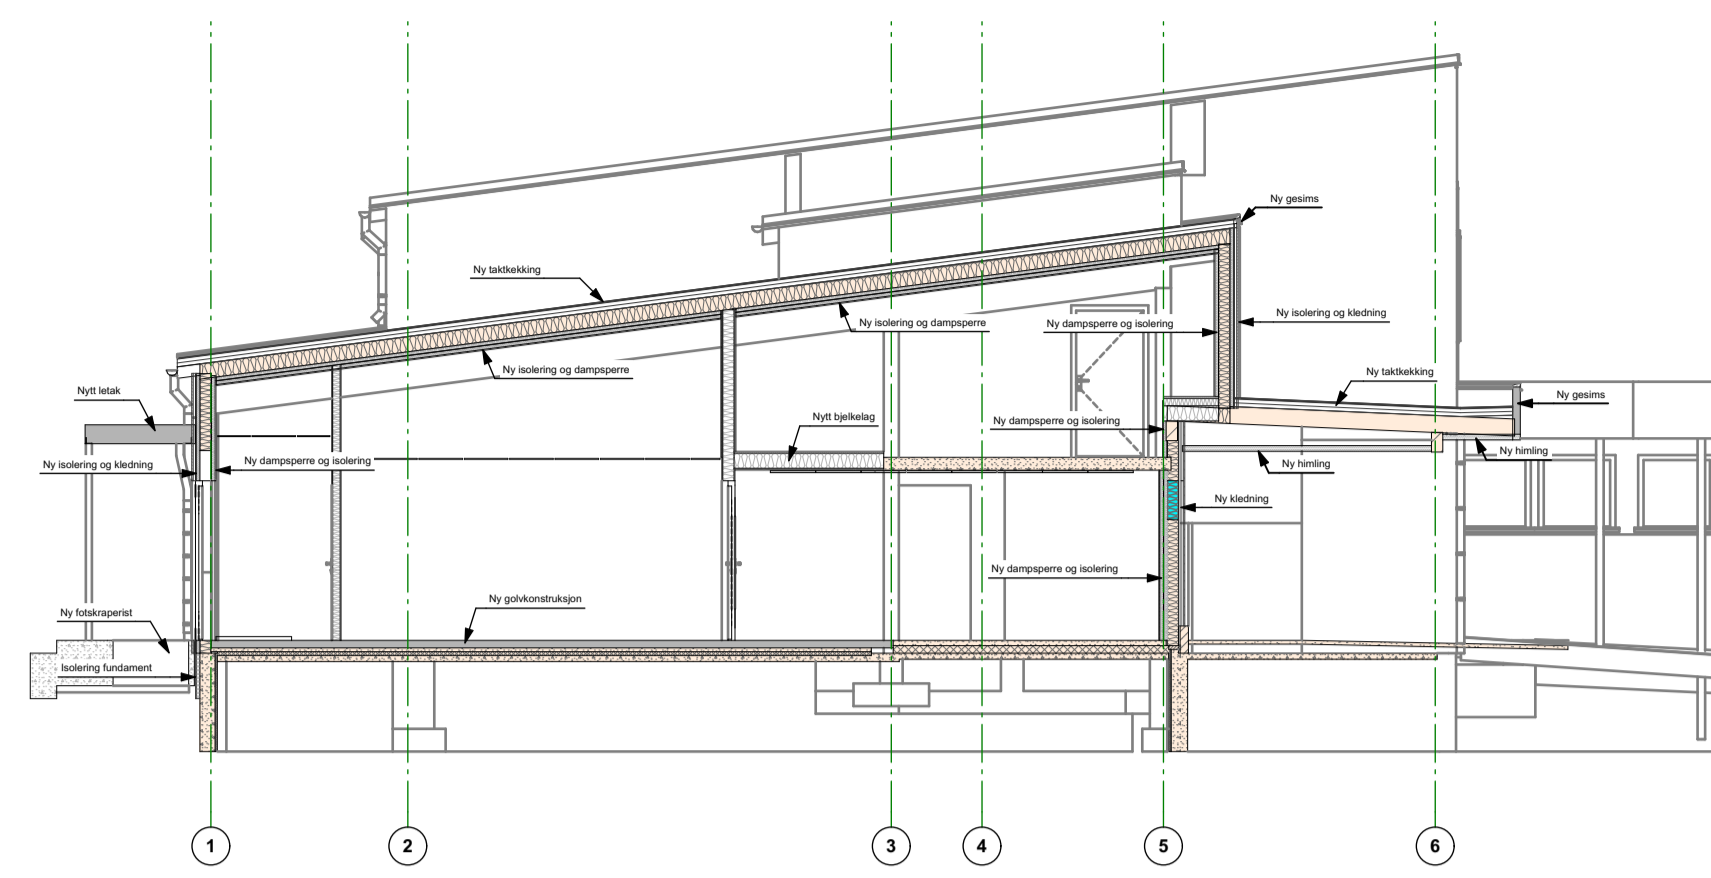 Ny gesims
Ny taktkekking
Ny isolering og kledning
Ny isolering og dampsperre
Ny dampsperre og isolering
Ny isolering og dampsperre
Ny taktkekking
Nytt letak
Ny gesims
Nytt bjelkelag
Ny dampsperre og isolering
Ny himling
Ny isolering og kledning
Ny dampsperre og isolering
Ny himling
Ny kledning
Ny dampsperre og isolering
Ny golvkonstruksjon
Ny fotskraperist
Isolering fundament
1 2 3 4 5 6